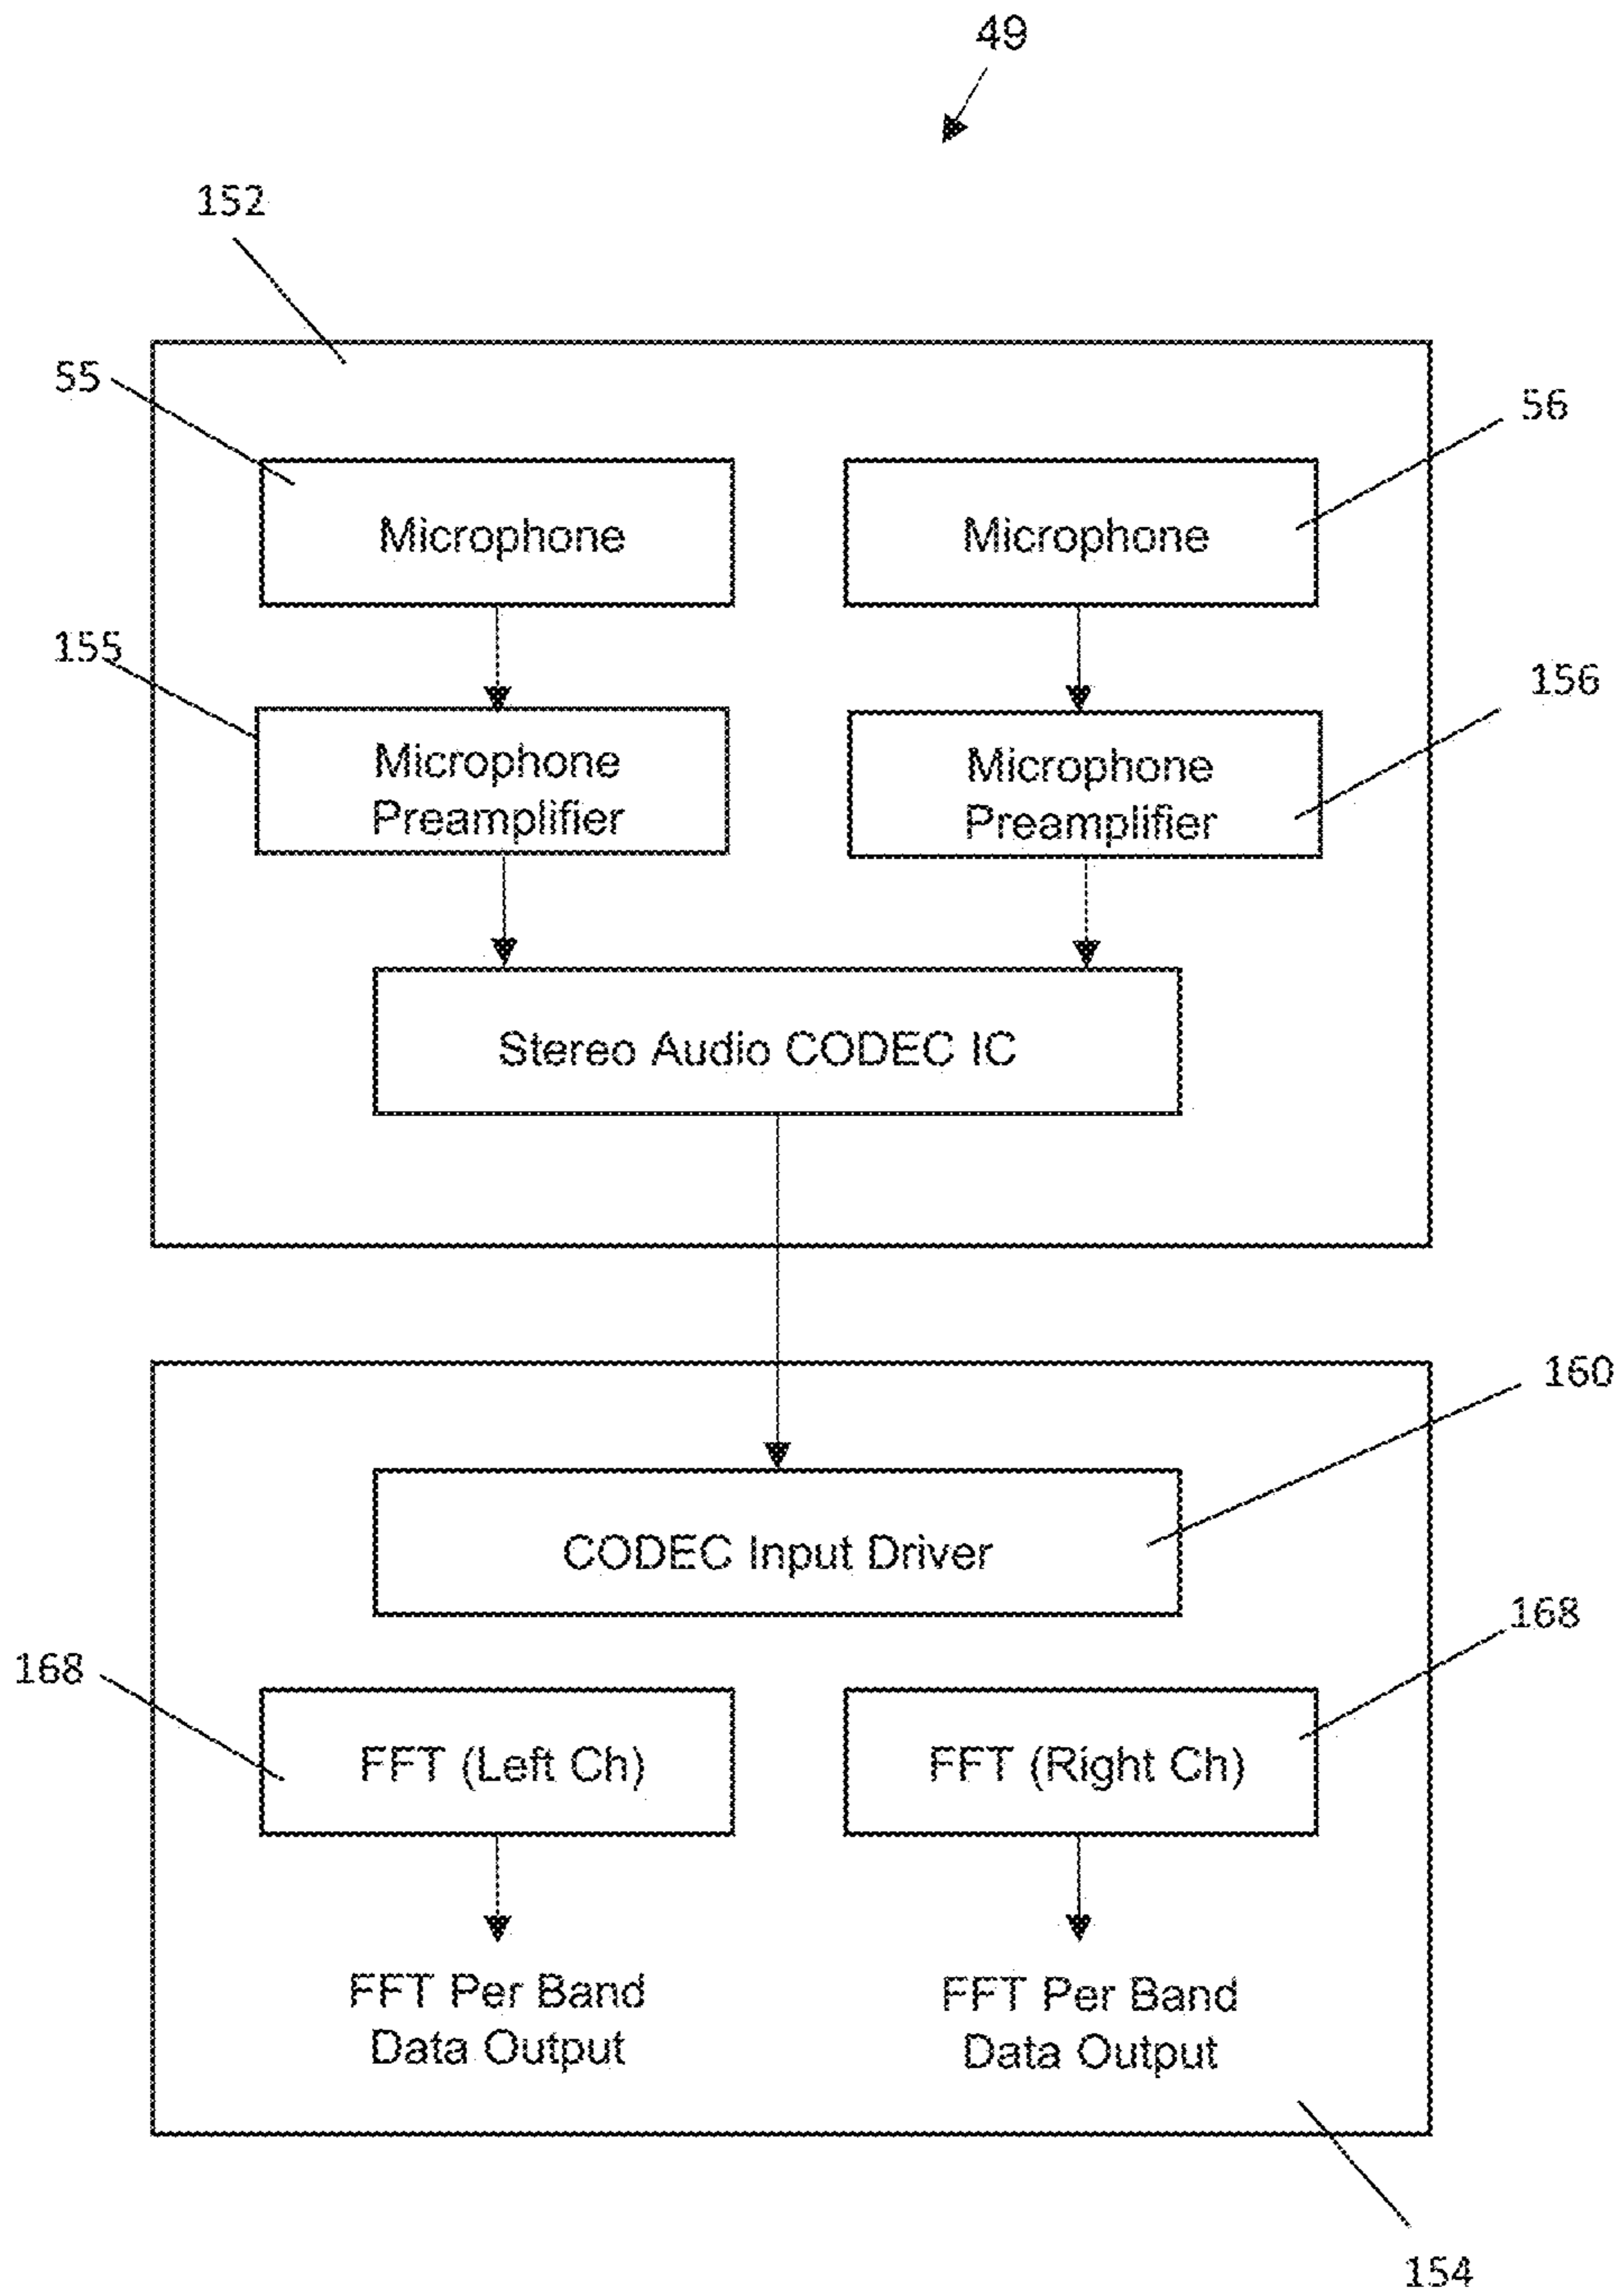 49
152
55
56
Microphone
Microphone
155
156
Microphone
Preamplifier
Microphone
Preamplifier
Stereo Audio CODEC IC
160
CODEC Input Driver
168
168
FFT (Left Ch)
FFT (Right Ch)
FFT Per Band
Data Output
FFT Per Band
Data Output
154